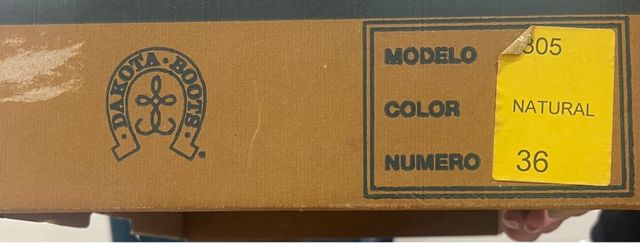 DAKOTA · BOOTS.
MODELO 305
COLOR NATURAL
NUMERO 36